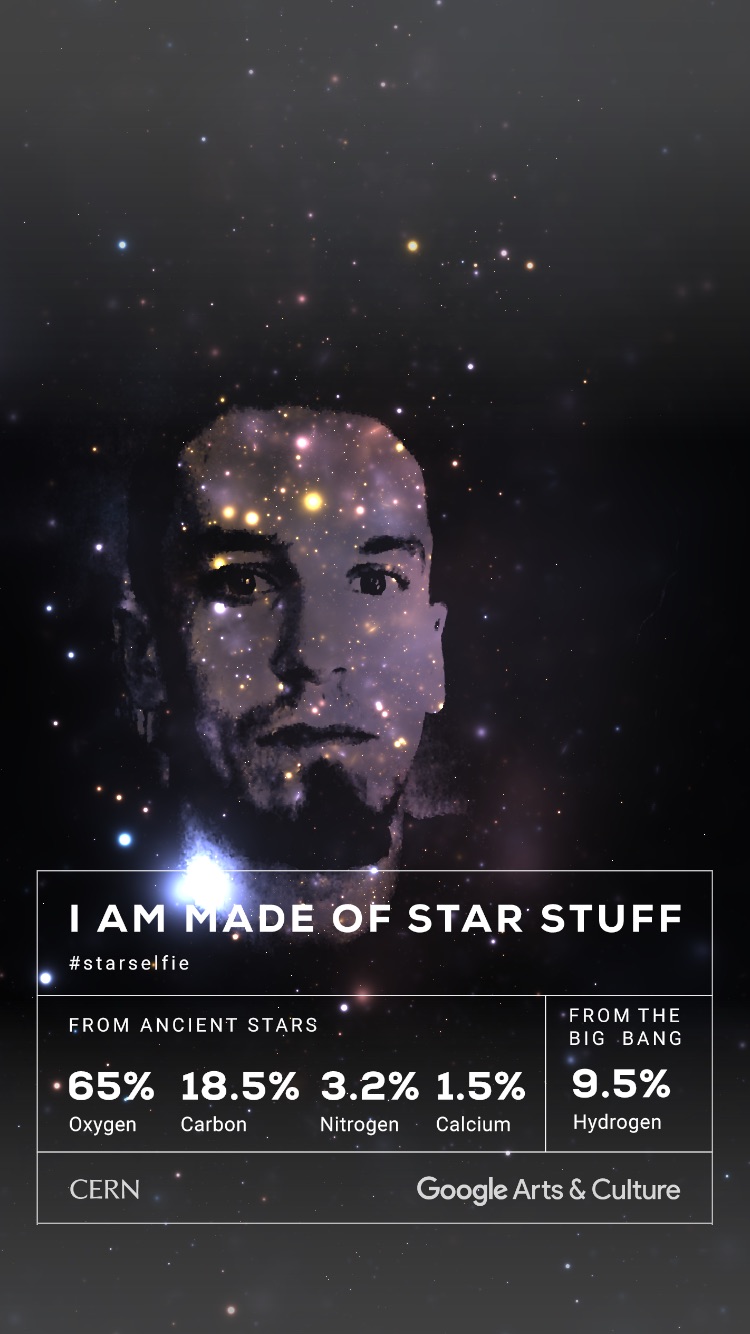 I AM MADE OF STAR STUFF
#starselfie
FROM ANCIENT STARS
65% 18.5% 3.2% 1.5%
Oxygen Carbon Nitrogen Calcium
FROM THE
BIG BANG
9.5%
Hydrogen
CERN
Google Arts & Culture